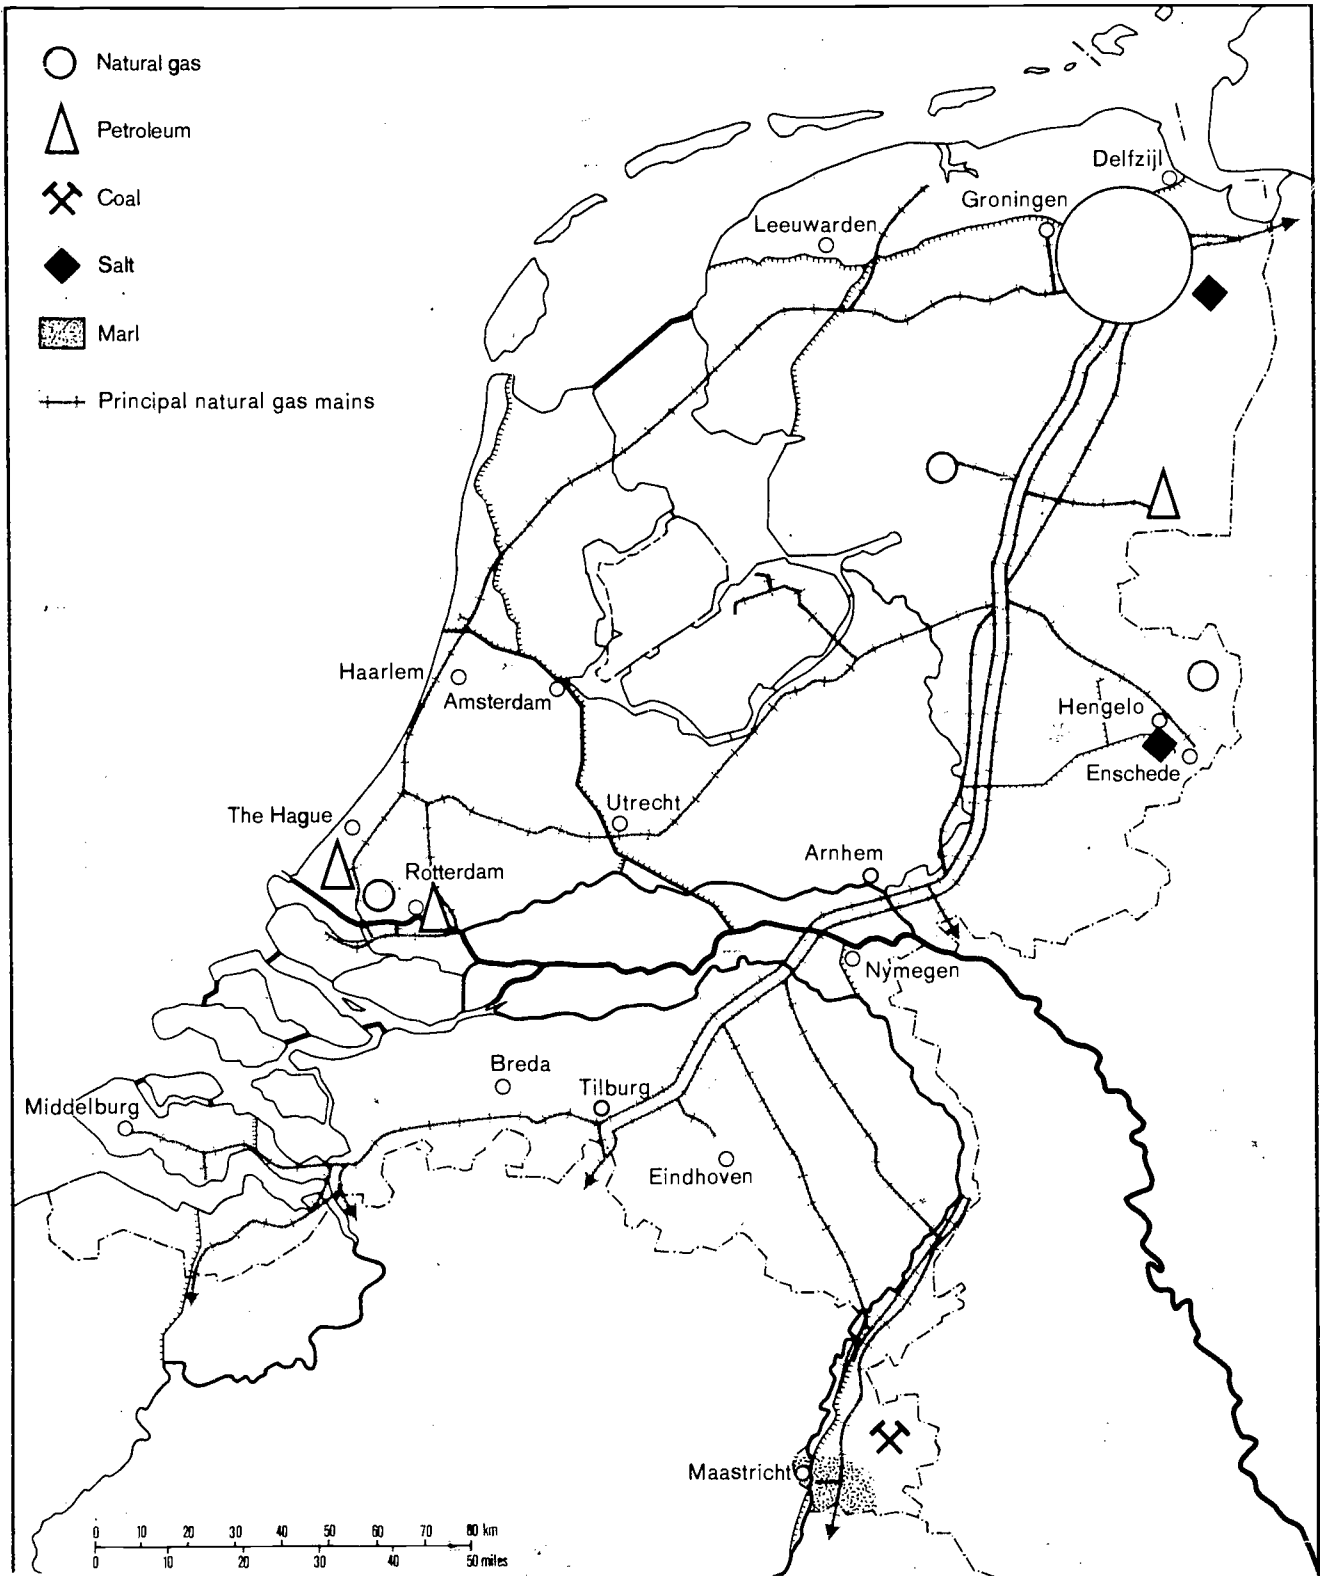 Natural gas
Petroleum
Coal
Salt
Marl
Principal natural gas mains
Delfzijl
Groningen
Leeuwarden
Haarlem
Amsterdam
Hengelo
Enschede
The Hague
Utrecht
Arnhem
Rotterdam
Nymegen
Breda
Tilburg
Middelburg
Eindhoven
Maastricht
0 10 20 30 40 50 60 70 80 km
0 10 20 30 40 50 miles